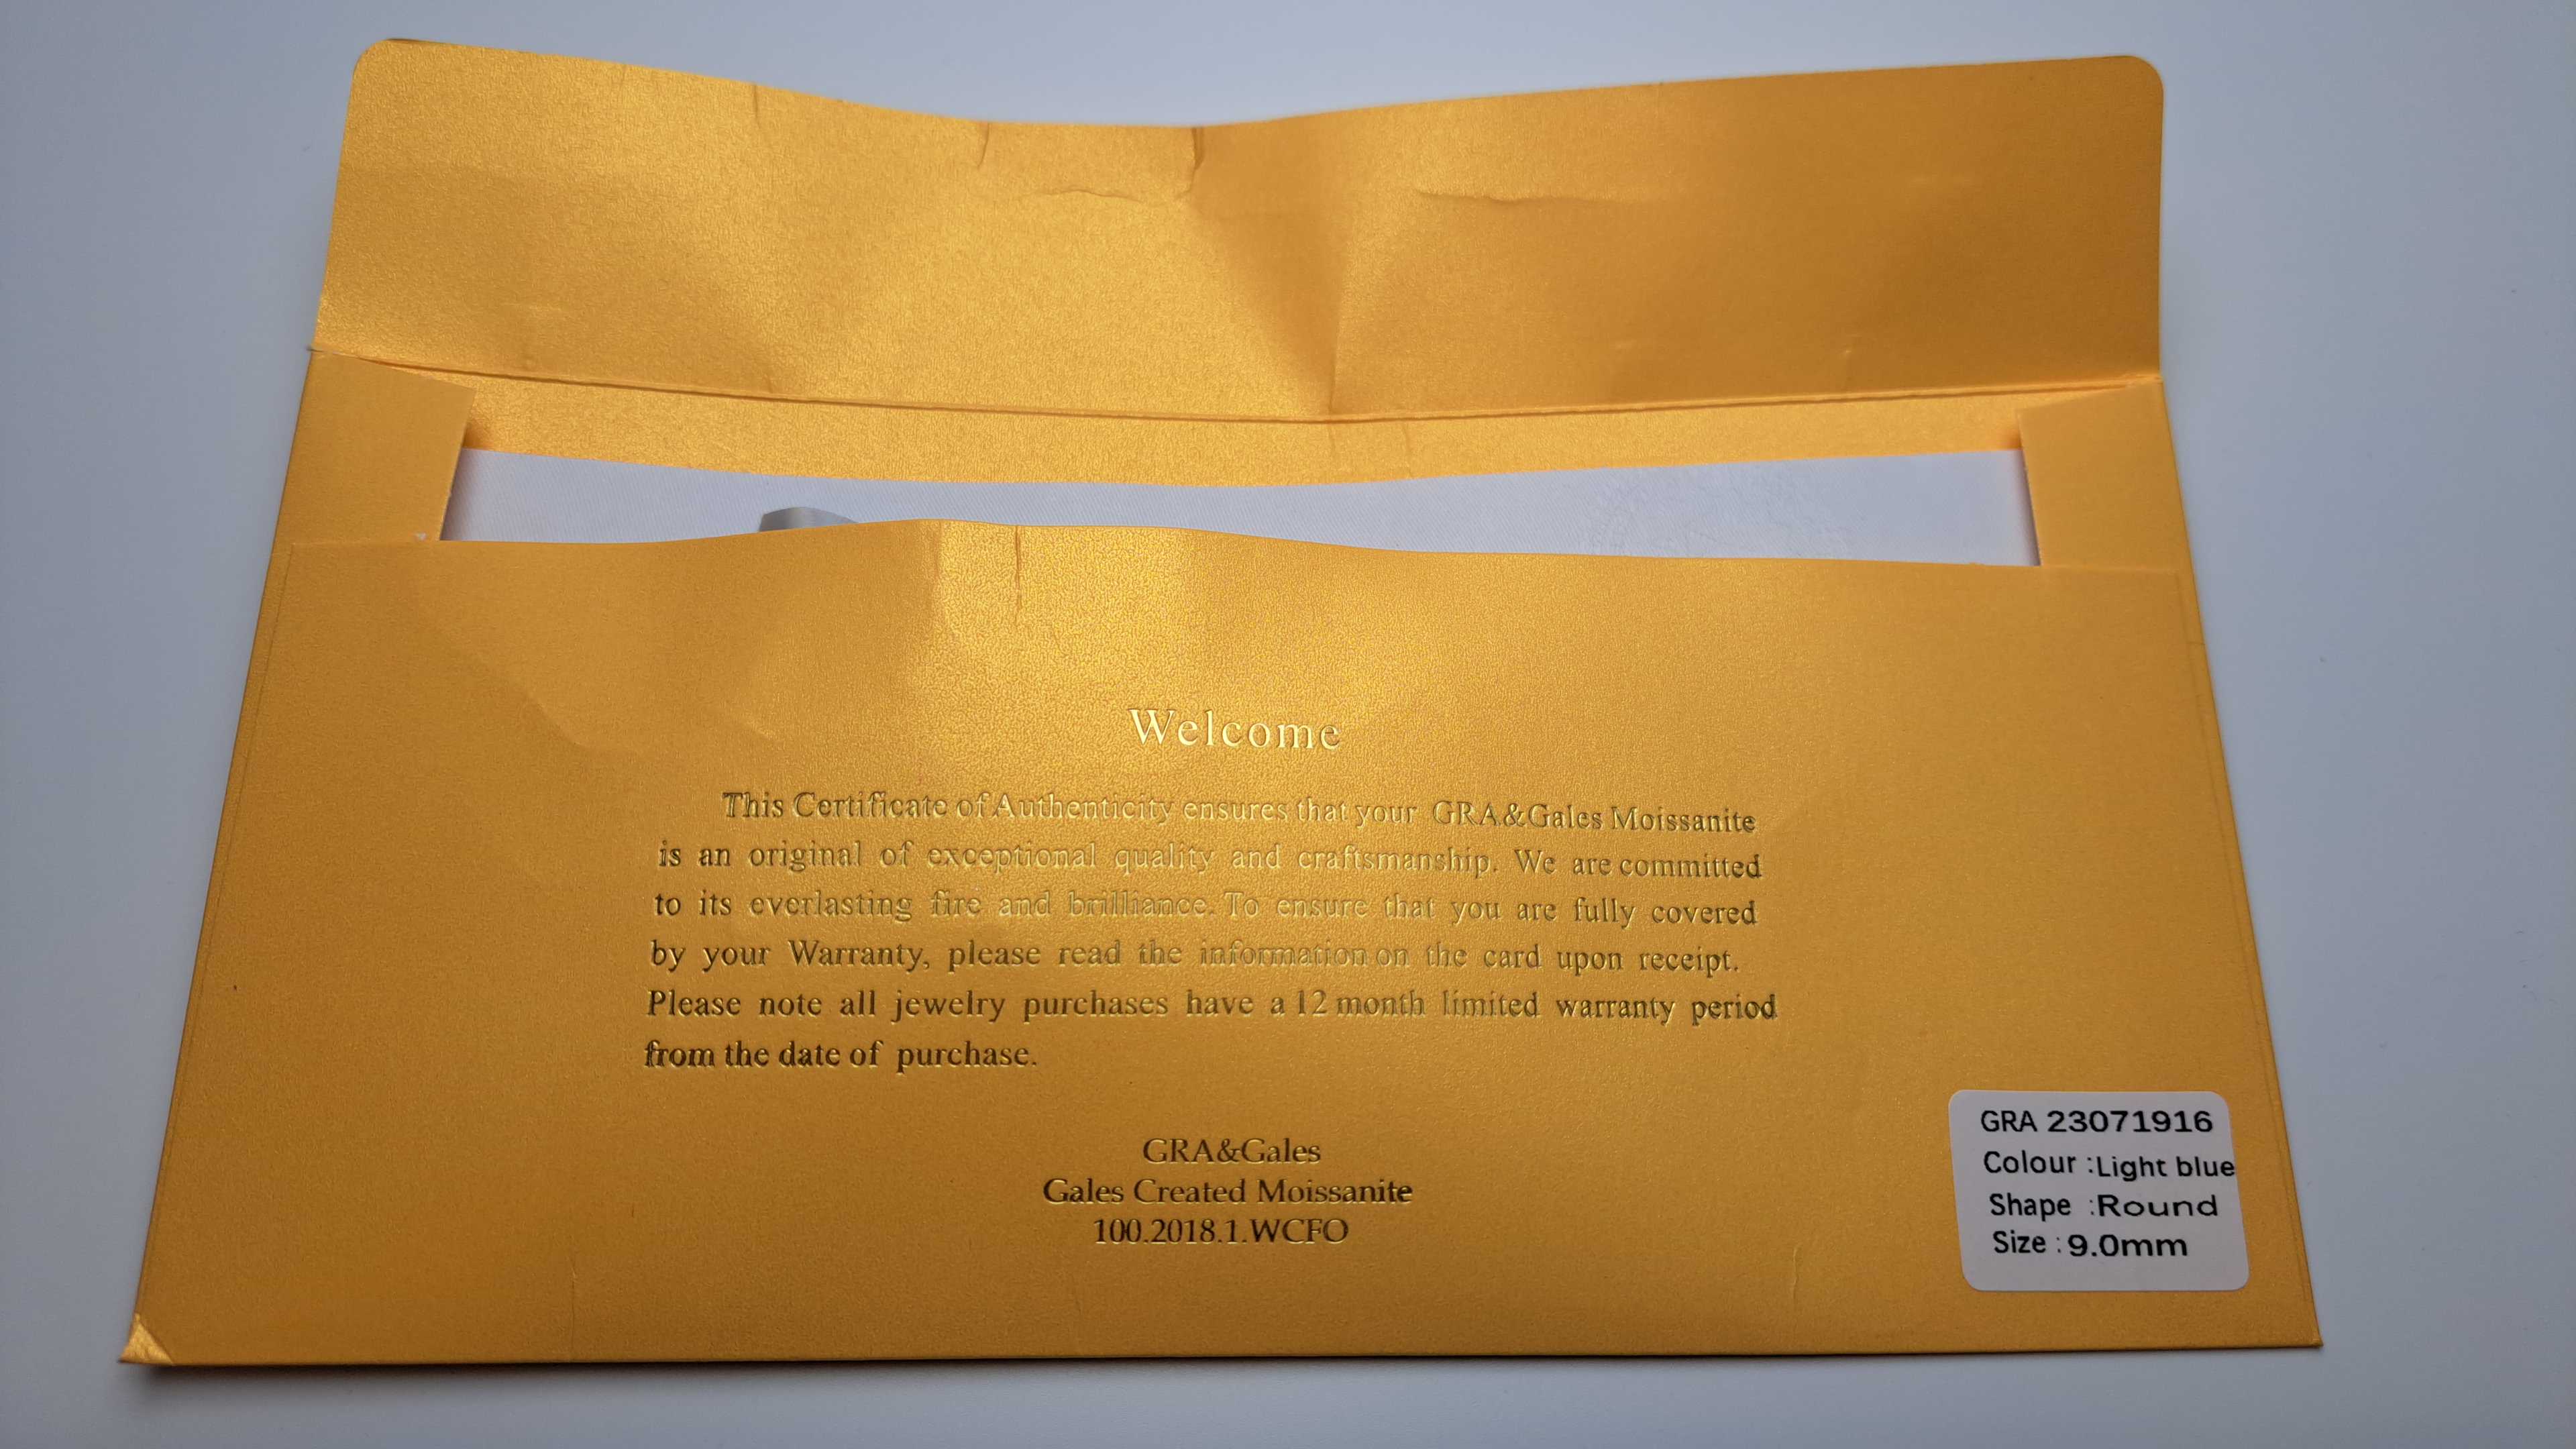 Welcome
This Certificate of Authenticity ensures that your GRA&Gales Moissanite
is an original of exceptional quality and craftsmanship. We are committed
to its everlasting fire and brilliance. To ensure that you are fully covered
by your Warranty, please read the information on the card upon receipt.
Please note all jewelry purchases have a 12 month limited warranty period
from the date of purchase.
GRA&Gales
Gales Created Moissanite
100.2018.1.WCFO
GRA 23071916
Colour :Light blue
Shape :Round
Size : 9.0mm